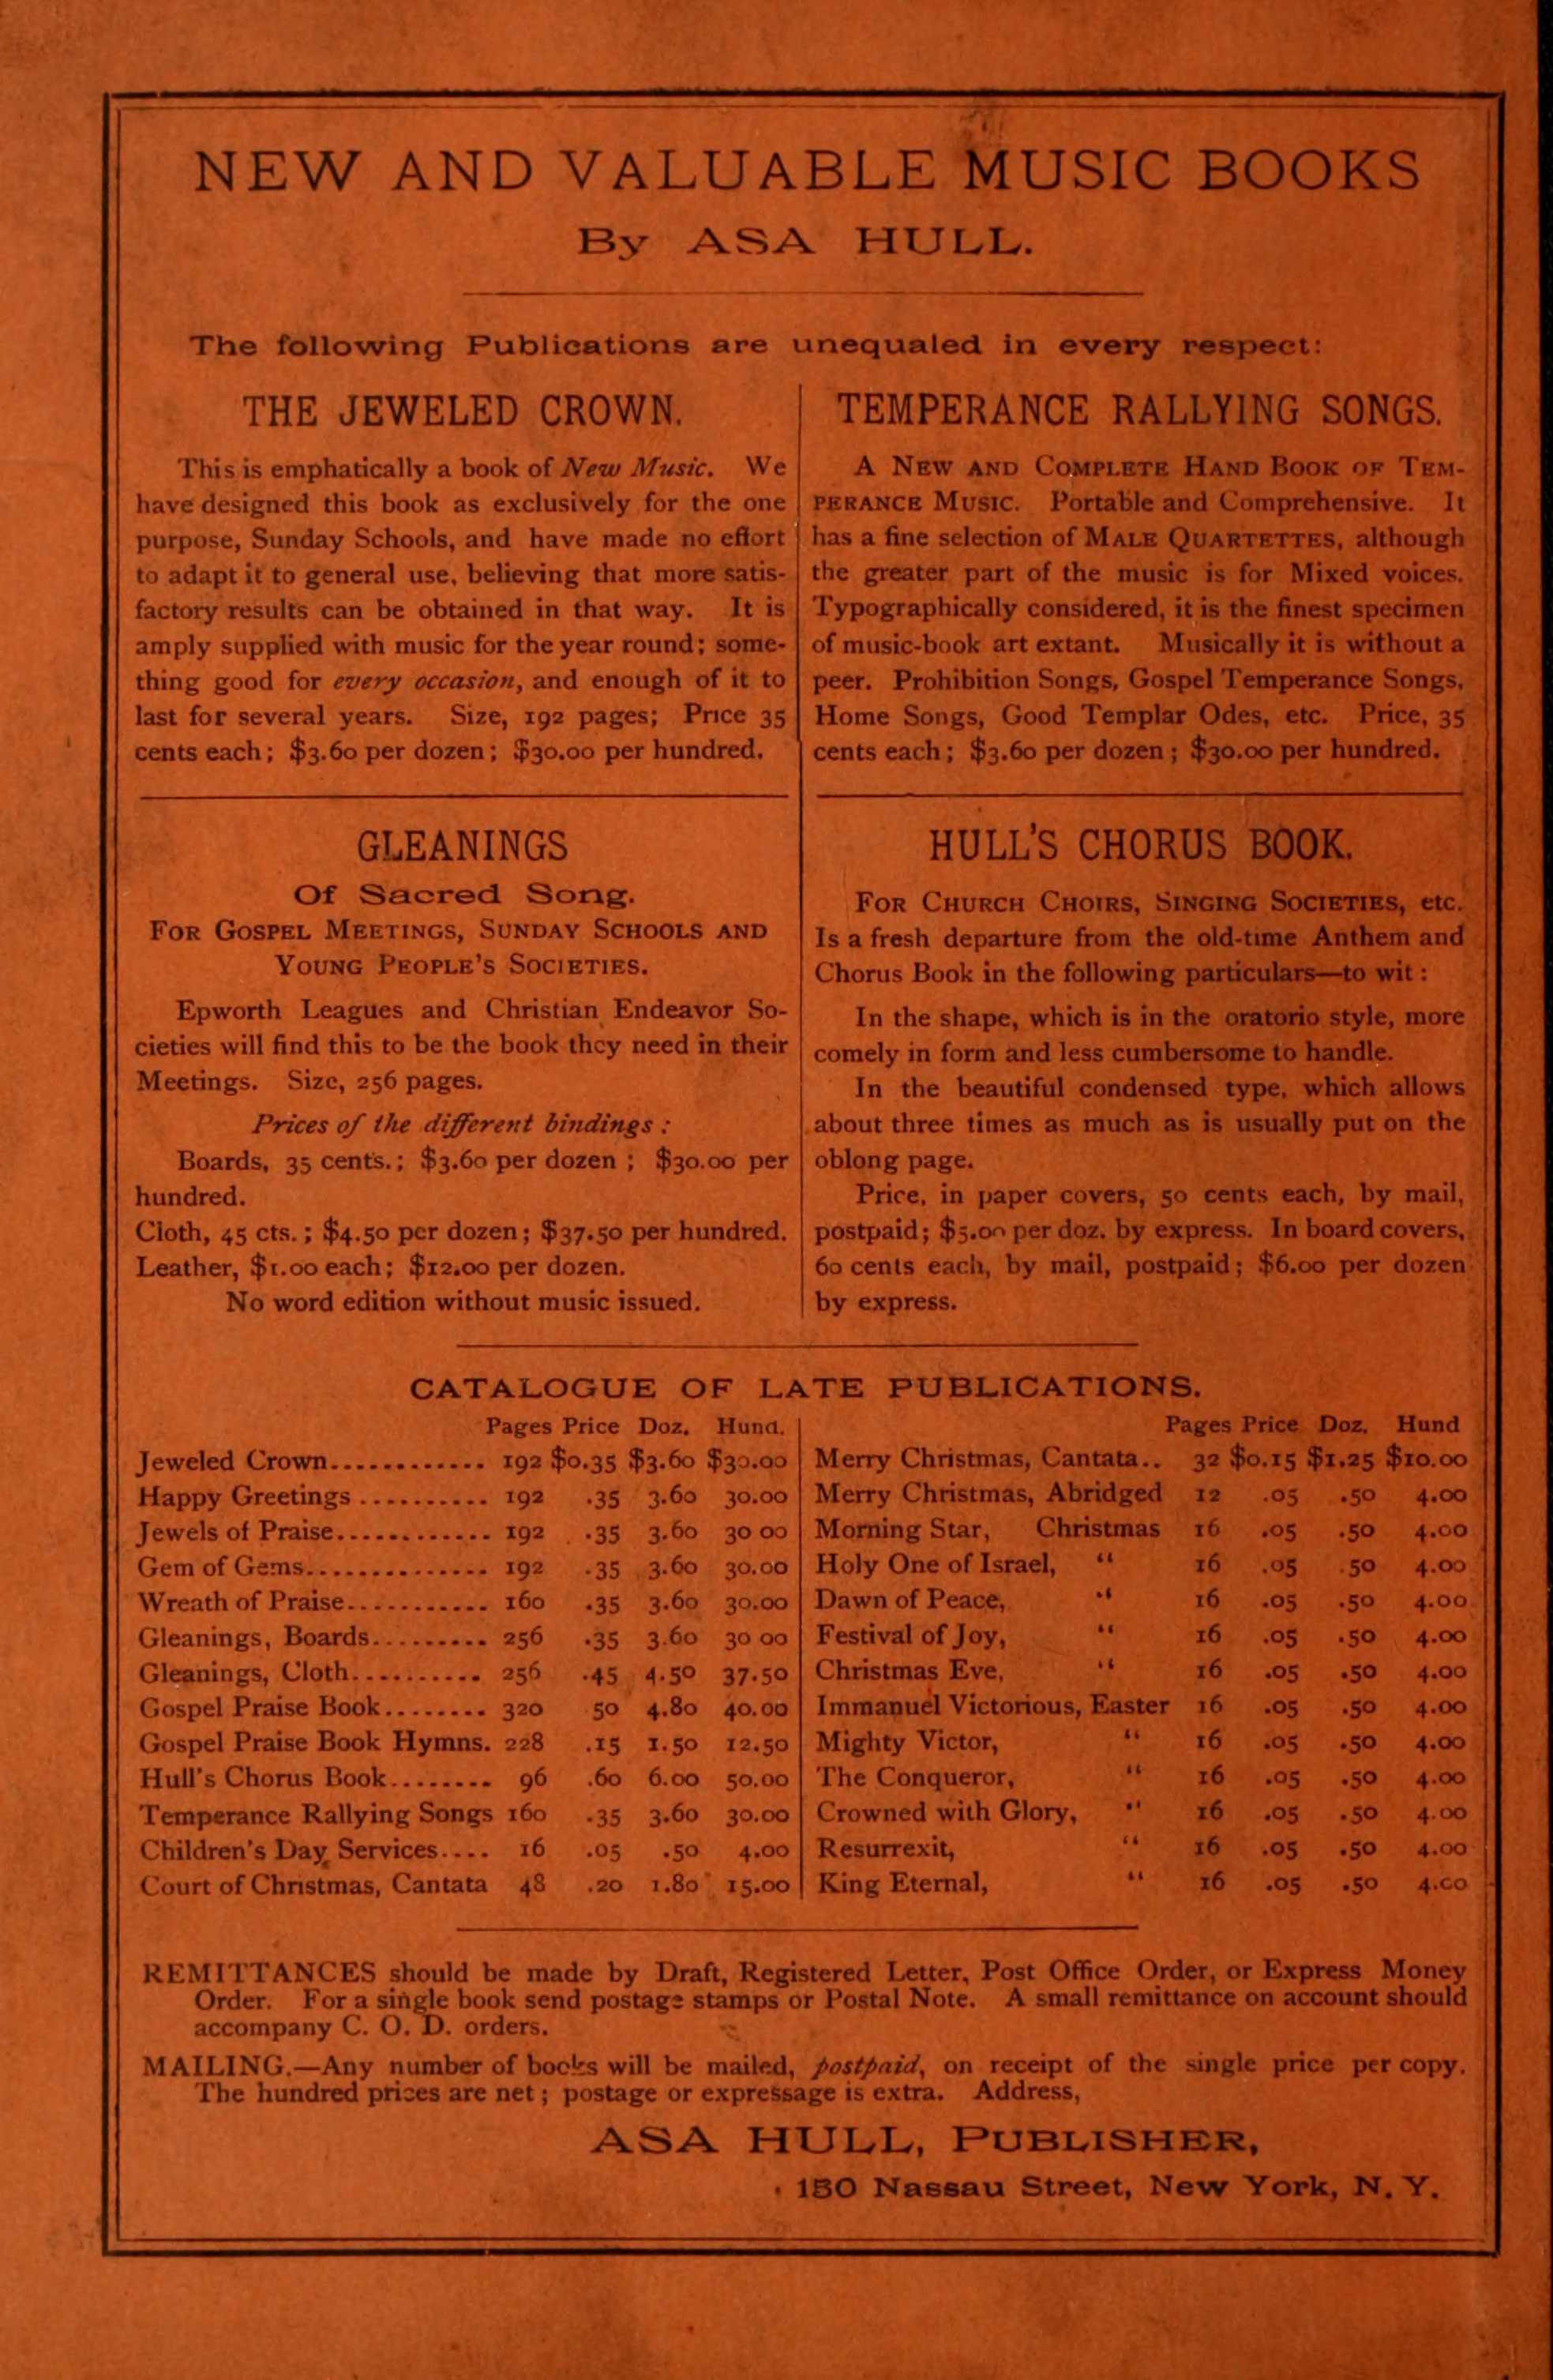 NEW AND VALUABLE MUSIC BOOKS
By ASA HULL.
The following Publications are unequaled in every respect:
THE JEWELED CROWN.
This is emphatically a book of New Music. We
have designed this book as exclusively for the one
purpose, Sunday Schools, and have made no effort
to adapt it to general use, believing that more satis-
factory results can be obtained in that way. It is
amply supplied with music for the year round; some-
thing good for every occasion, and enough of it to
last for several years. Size, 192 pages; Price 35
cents each; $3.60 per dozen; $30.00 per hundred.
GLEANINGS
Of Sacred Song.
FOR GOSPEL MEETINGS, SUNDAY SCHOOLS AND
YOUNG PEOPLE'S SOCIETIES.
Epworth Leagues and Christian Endeavor So-
cieties will find this to be the book they need in their
Meetings. Size, 256 pages.
Prices of the different bindings:
Boards, 35 cents.; $3.60 per dozen; $30.00 per
hundred.
Cloth, 45 cts.; $4.50 per dozen; $37.50 per hundred.
Leather, $1.00 each; $12.00 per dozen.
No word edition without music issued.
TEMPERANCE RALLYING SONGS.
A NEW AND COMPLETE HAND BOOK OF TEM-
PERANCE MUSIC. Portable and Comprehensive. It
has a fine selection of MALE QUARTETTES, although
the greater part of the music is for Mixed voices.
Typographically considered, it is the finest specimen
of music-book art extant. Musically it is without a
peer. Prohibition Songs, Gospel Temperance Songs,
Home Songs, Good Templar Odes, etc. Price, 35
cents each; $3.60 per dozen; $30.00 per hundred.
HULL'S CHORUS BOOK.
FOR CHURCH CHOIRS, SINGING SOCIETIES, etc.
Is a fresh departure from the old-time Anthem and
Chorus Book in the following particulars—to wit:
In the shape, which is in the oratorio style, more
comely in form and less cumbersome to handle.
In the beautiful condensed type, which allows
about three times as much as is usually put on the
oblong page.
Price, in paper covers, 50 cents each, by mail,
postpaid; $5.00 per doz. by express. In board covers,
60 cents each, by mail, postpaid; $6.00 per dozen
by express.
CATALOGUE OF LATE PUBLICATIONS.
Pages Price Doz. Hund.
Jeweled Crown............ 192 $0.35 $3.60 $30.00
Happy Greetings .......... 192 .35 3.60 30.00
Jewels of Praise............ 192 .35 3.60 30 00
Gem of Gems.............. 192 .35 3.60 30.00
Wreath of Praise........... 160 .35 3.60 30.00
Gleanings, Boards......... 256 .35 3.60 30 00
Gleanings, Cloth.......... 256 .45 4.50 37.50
Gospel Praise Book........ 320 50 4.80 40.00
Gospel Praise Book Hymns. 228 .15 1.50 12.50
Hull's Chorus Book........ 96 .60 6.00 50.00
Temperance Rallying Songs 160 .35 3.60 30.00
Children's Day Services.... 16 .05 .50 4.00
Court of Christmas, Cantata 48 .20 1.80 15.00
Pages Price Doz. Hund
Merry Christmas, Cantata.. 32 $0.15 $1.25 $10.00
Merry Christmas, Abridged 12 .05 .50 4.00
Morning Star, Christmas 16 .05 .50 4.00
Holy One of Israel, " 16 .05 50 4.00
Dawn of Peace, " 16 .05 .50 4.00
Festival of Joy, " 16 .05 .50 4.00
Christmas Eve, " 16 .05 .50 4.00
Immanuel Victorious, Easter 16 .05 .50 4.00
Mighty Victor, " 16 .05 .50 4.00
The Conqueror, " 16 .05 .50 4.00
Crowned with Glory, " 16 .05 .50 4.00
Resurrexit, " 16 .05 .50 4.00
King Eternal, " 16 .05 .50 4.00
REMITTANCES should be made by Draft, Registered Letter, Post Office Order, or Express Money
Order. For a single book send postage stamps or Postal Note. A small remittance on account should
accompany C. O. D. orders.
MAILING.—Any number of books will be mailed, postpaid, on receipt of the single price per copy.
The hundred prices are net; postage or expressage is extra. Address,
ASA HULL, PUBLISHER,
150 Nassau Street, New York, N. Y.